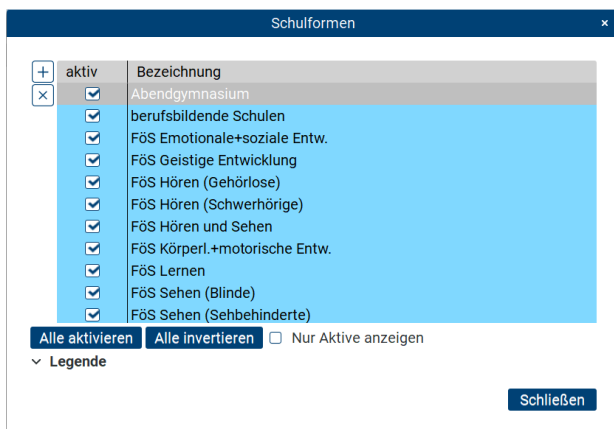 Schulformen
aktiv Bezeichnung
Abendgymnasium
berufsbildende Schulen
FöS Emotionale+soziale Entw.
FöS Geistige Entwicklung
FöS Hören (Gehörlose)
FöS Hören (Schwerhörige)
FöS Hören und Sehen
FöS Körperl.+motorische Entw.
FöS Lernen
FöS Sehen (Blinde)
FöS Sehen (Sehbehinderte)
Alle aktivieren Alle invertieren Nur Aktive anzeigen
Legende
Schließen